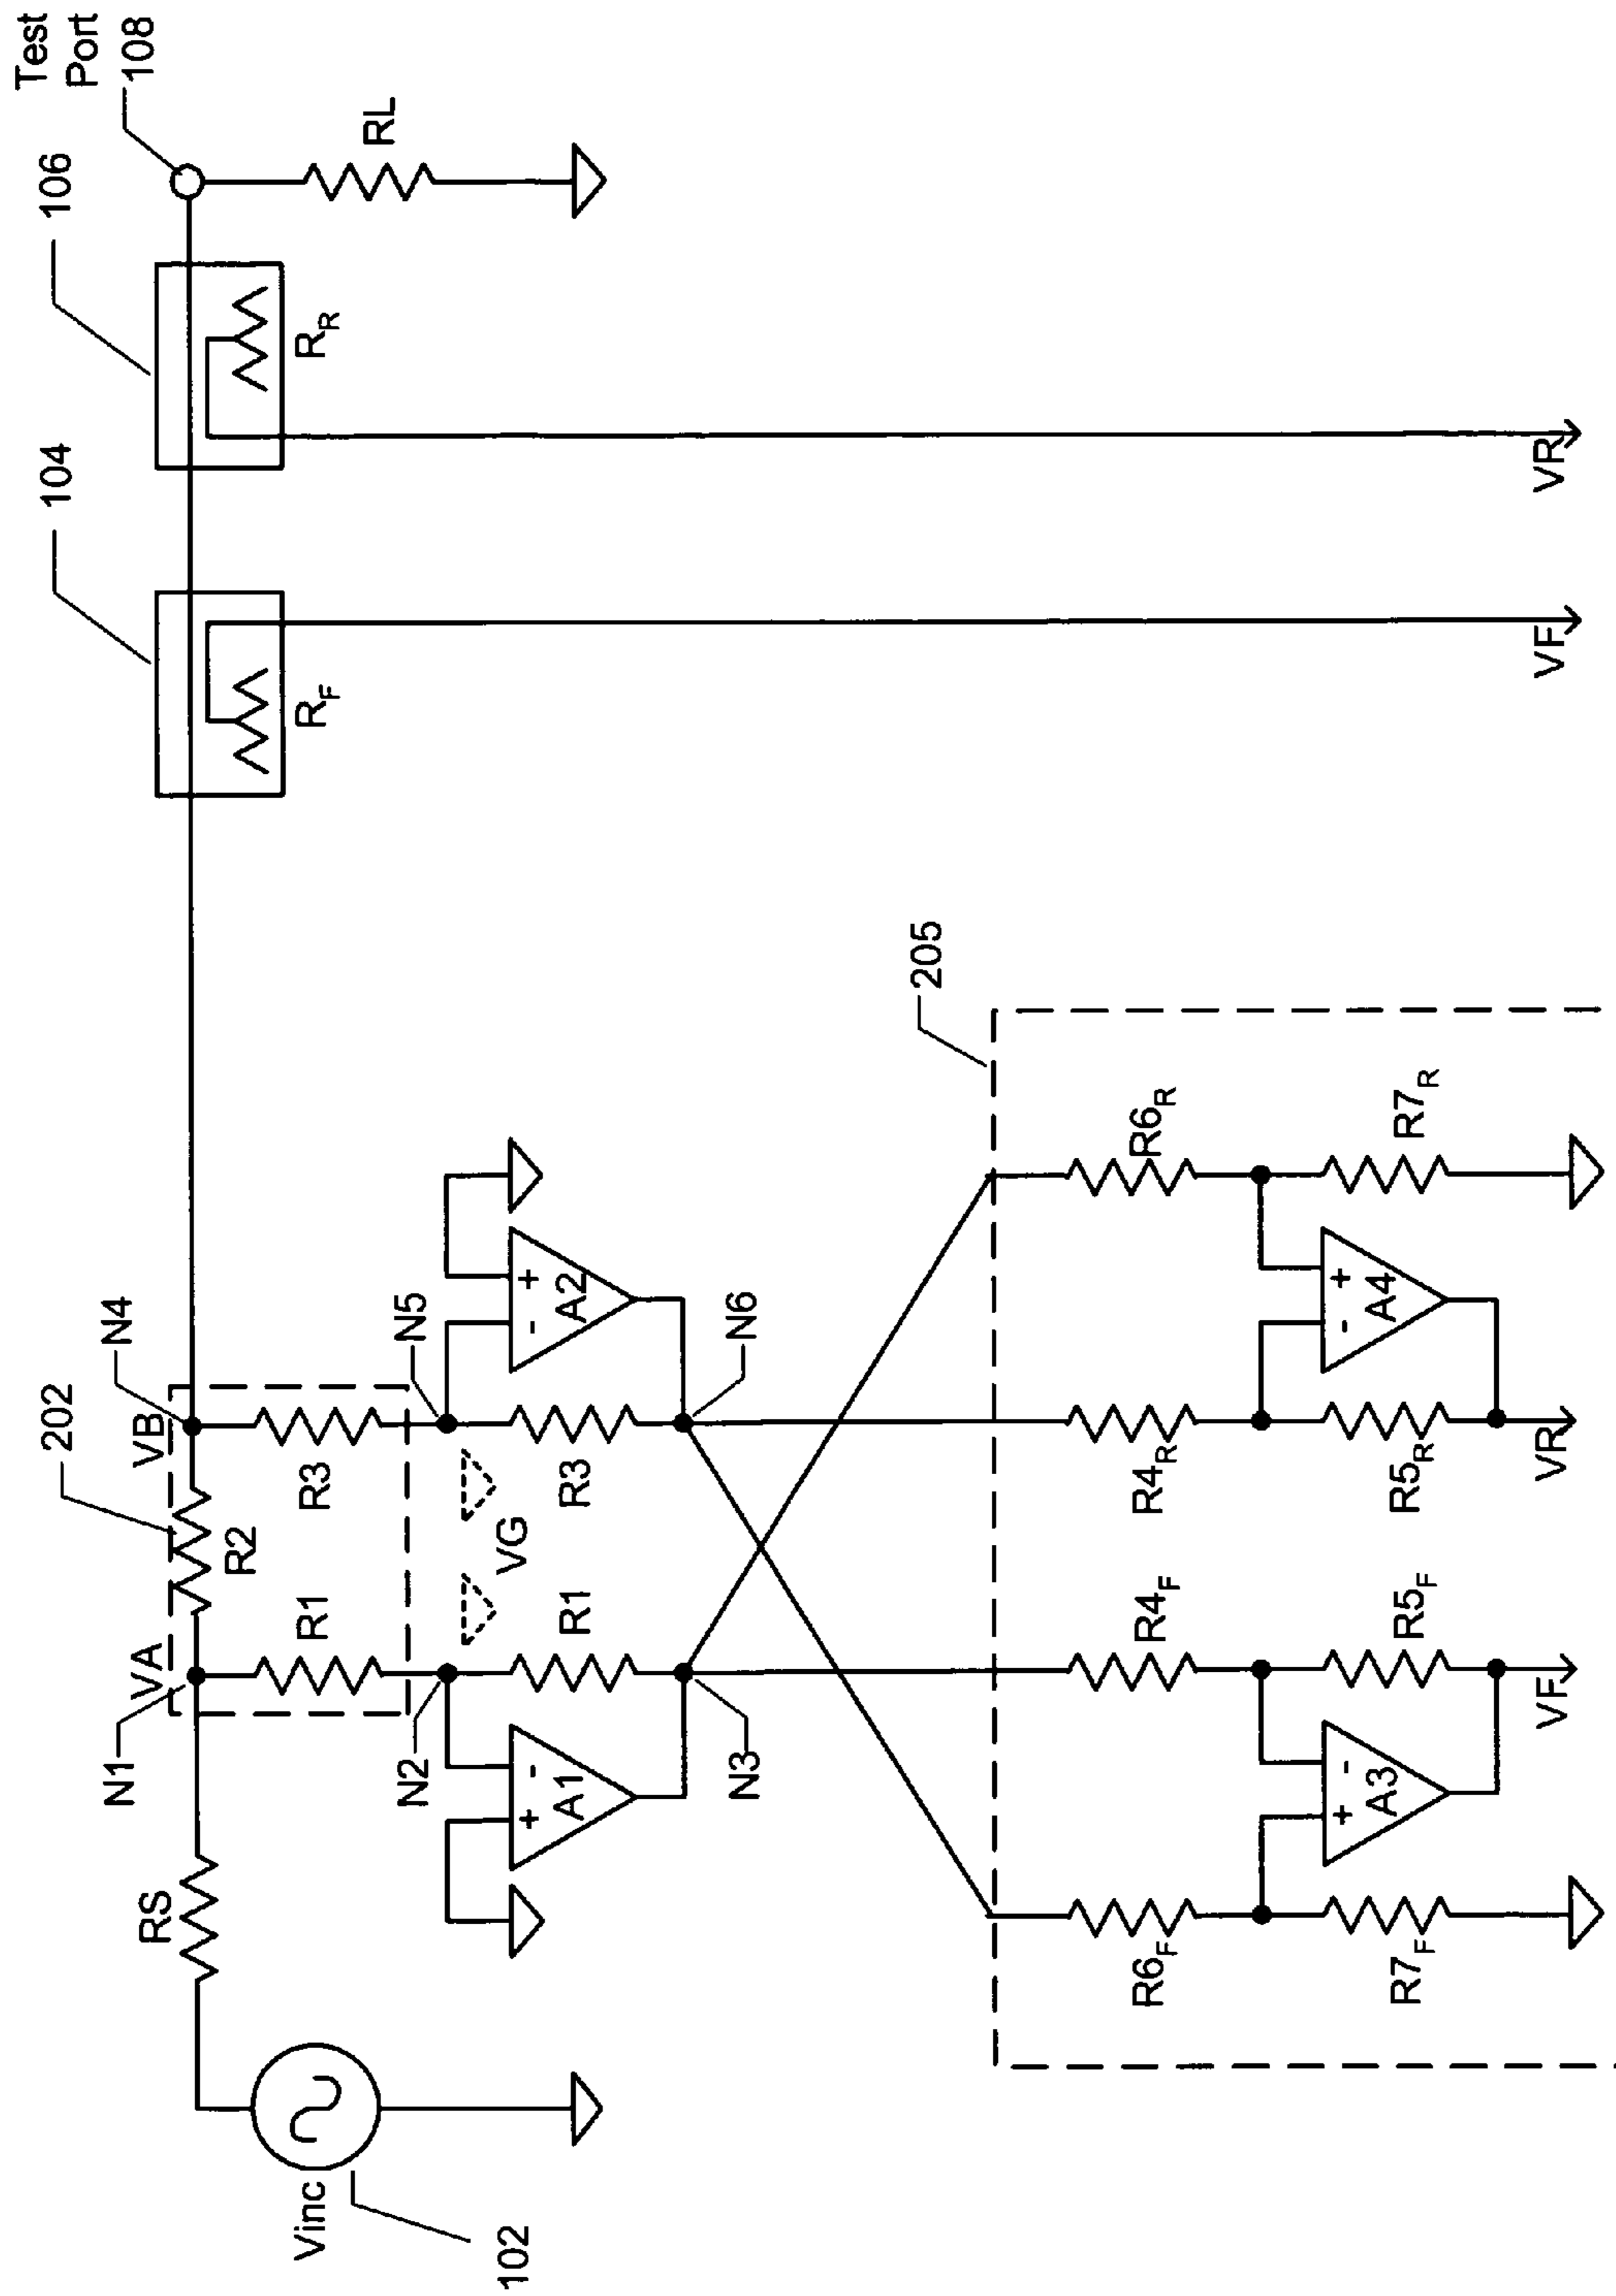 Test
Port
108
106
104
RL
R_R
R_F
VR
VF
205
N4
202
VB
N5
A2
+
-
N6
R3
R2
R3
VG
VA
R1
R1
N1
N2
-
+
A1
N3
RS
Vinc
102
R6_R
R7_R
+
-
A4
R4_R
R5_R
VR
R4_F
R5_F
VF
-
+
A3
R6_F
R7_F